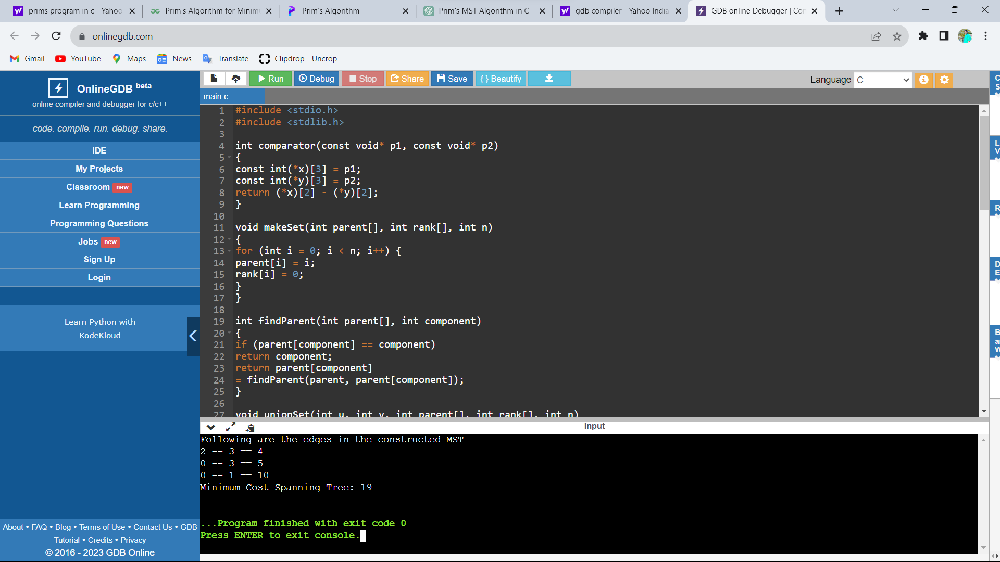 prims program in c - Yahoo
Prim's Algorithm for Minim
Prim's Algorithm
Prim's MST Algorithm in C
gdb compiler - Yahoo India
GDB online Debugger | Con
onlinegdb.com
Gmail
YouTube
Maps
News
Translate
Clipdrop - Uncrop
OnlineGDB beta
online compiler and debugger for c/c++
code. compile. run. debug. share.
IDE
My Projects
Classroom new
Learn Programming
Programming Questions
Jobs new
Sign Up
Login
Learn Python with
KodeKloud
About • FAQ • Blog • Terms of Use • Contact Us • GDB
Tutorial • Credits • Privacy
© 2016 - 2023 GDB Online
Run Debug Stop Share Save { } Beautify
Language C
main.c
1 #include <stdio.h>
2 #include <stdlib.h>
3
4 int comparator(const void* p1, const void* p2)
5 {
6 const int(*x)[3] = p1;
7 const int(*y)[3] = p2;
8 return (*x)[2] - (*y)[2];
9 }
10
11 void makeSet(int parent[], int rank[], int n)
12 {
13 for (int i = 0; i < n; i++) {
14 parent[i] = i;
15 rank[i] = 0;
16 }
17 }
18
19 int findParent(int parent[], int component)
20 {
21 if (parent[component] == component)
22 return component;
23 return parent[component]
24 = findParent(parent, parent[component]);
25 }
26
27 void unionSet(int u, int v, int parent[], int rank[], int n)
input
Following are the edges in the constructed MST
2 -- 3 == 4
0 -- 3 == 5
0 -- 1 == 10
Minimum Cost Spanning Tree: 19
...Program finished with exit code 0
Press ENTER to exit console.